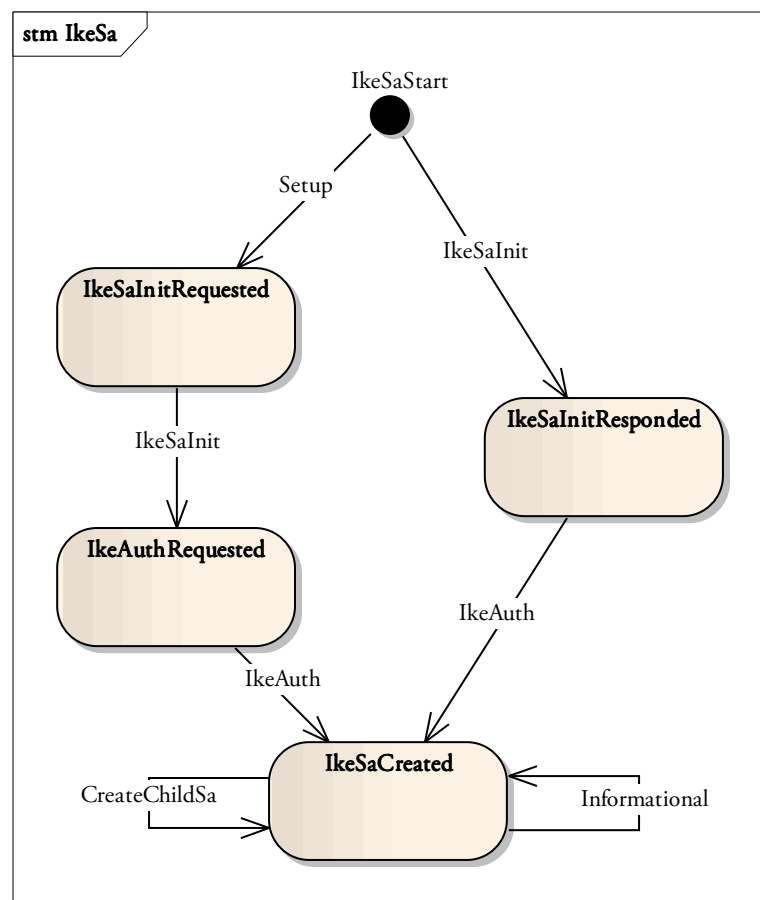 stm IkeSa
IkeSaStart
Setup
IkeSaInit
IkeSaInitRequested
IkeSaInit
IkeSaInitResponded
IkeAuthRequested
IkeAuth
IkeAuth
IkeSaCreated
CreateChildSa
Informational